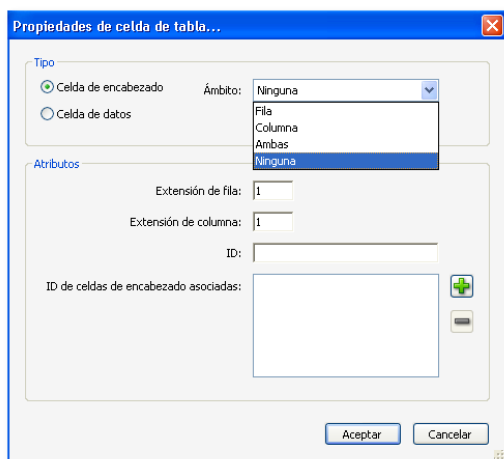 Propiedades de celda de tabla...
Tipo
Celda de encabezado
Ámbito:
Ninguna
Celda de datos
Fila
Columna
Ambas
Ninguna
Atributos
Extensión de fila: 1
Extensión de columna: 1
ID:
ID de celdas de encabezado asociadas:
Aceptar
Cancelar